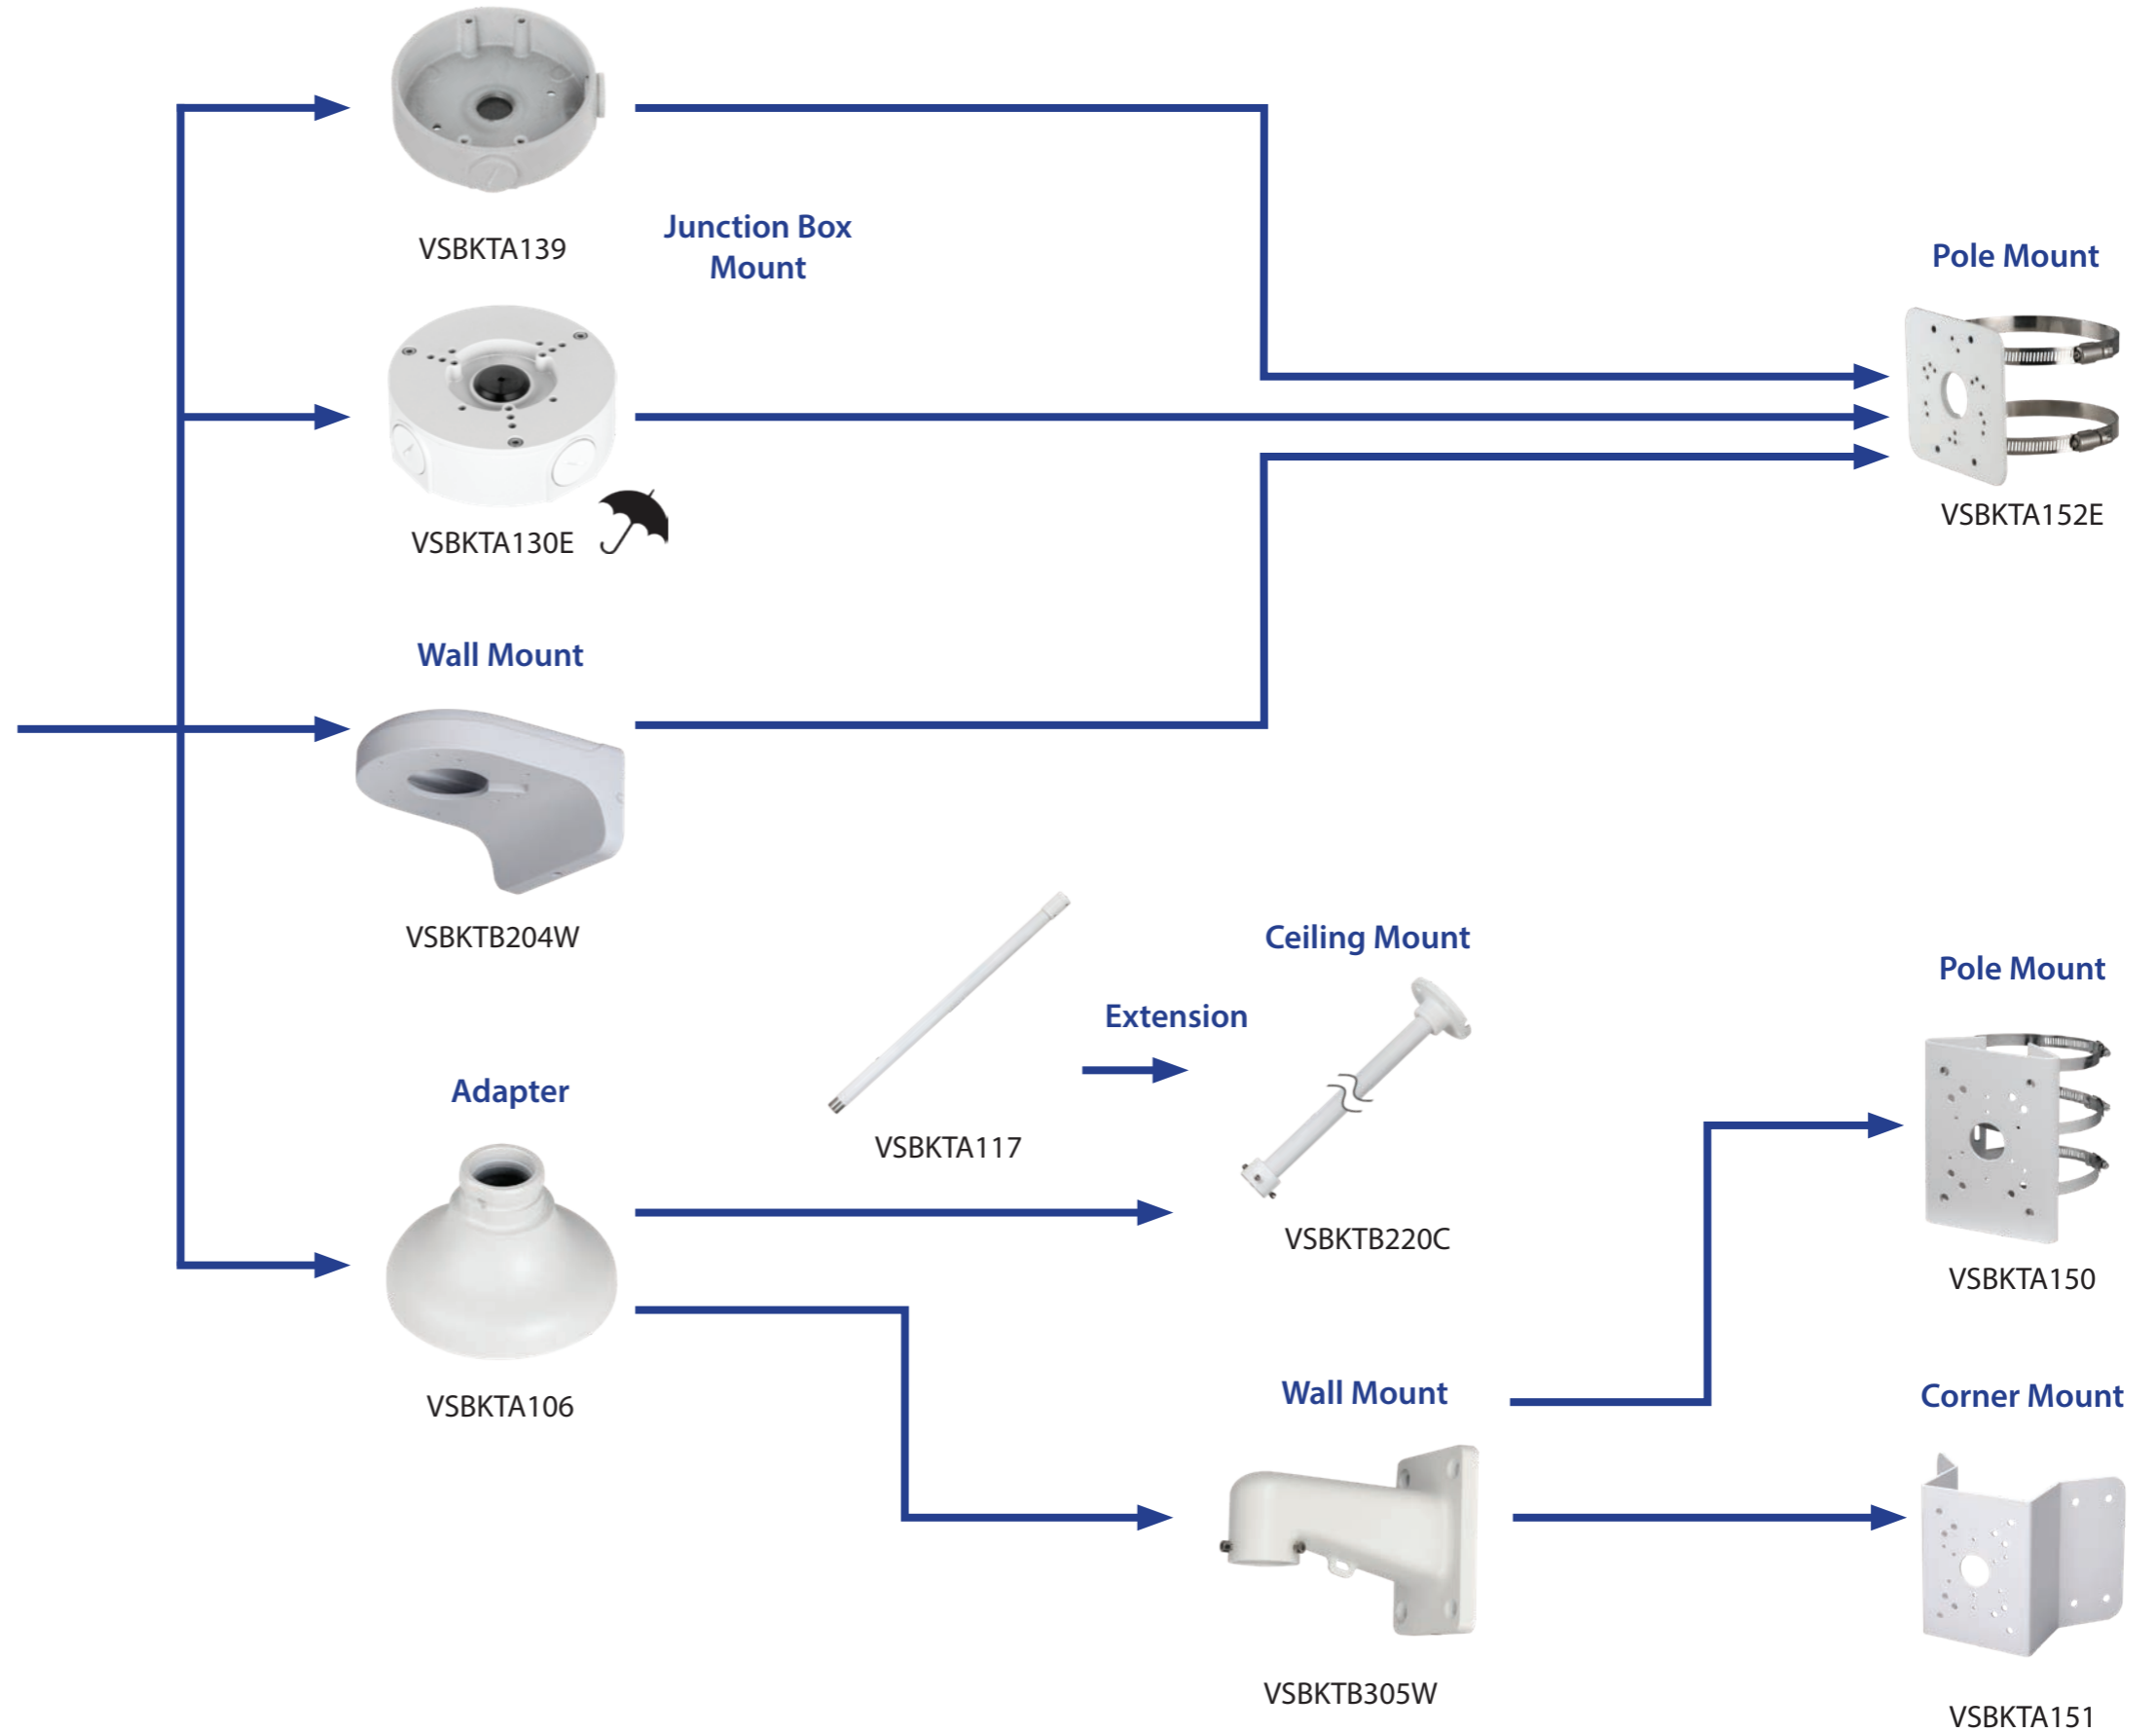 VSBKTA139
Junction Box
Mount
Pole Mount
VSBKTA130E
VSBKTA152E
Wall Mount
VSBKTB204W
Ceiling Mount
Extension
VSBKTA117
VSBKTB220C
Pole Mount
VSBKTA150
Adapter
VSBKTA106
Wall Mount
VSBKTB305W
Corner Mount
VSBKTA151